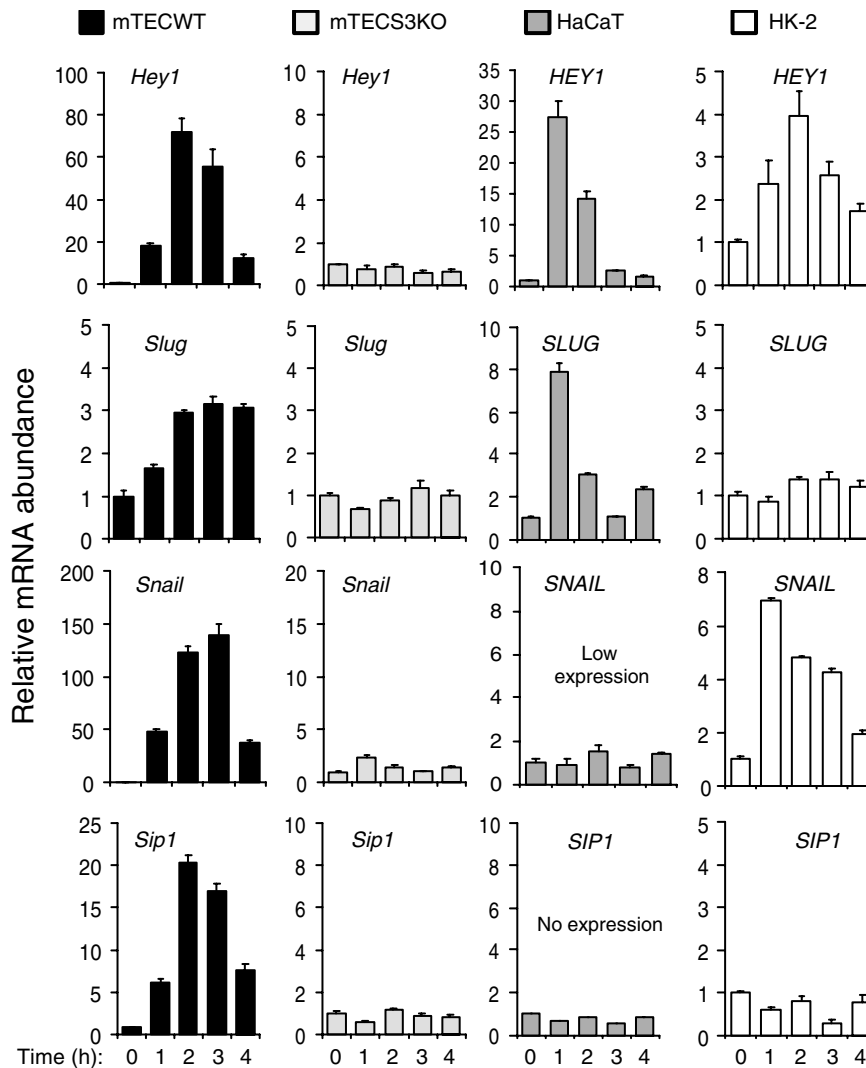 mTECWT mTECS3KO HaCaT HK-2
Relative mRNA abundance
100 80 60 40 20 0
Hey1
10 8 6 4 2 0
Hey1
35 30 25 20 15 10 5 0
HEY1
5 4 3 2 1 0
HEY1
5 4 3 2 1 0
Slug
5 4 3 2 1 0
Slug
10 8 6 4 2 0
SLUG
5 4 3 2 1 0
SLUG
200 150 100 50 0
Snail
20 15 10 5 0
Snail
10 8 6 4 2 0
SNAIL
Low
expression
8 6 4 2 0
SNAIL
25 20 15 10 5 0
Sip1
10 8 6 4 2 0
Sip1
10 8 6 4 2 0
SIP1
No expression
5 4 3 2 1 0
SIP1
Time (h): 0 1 2 3 4 0 1 2 3 4 0 1 2 3 4 0 1 2 3 4